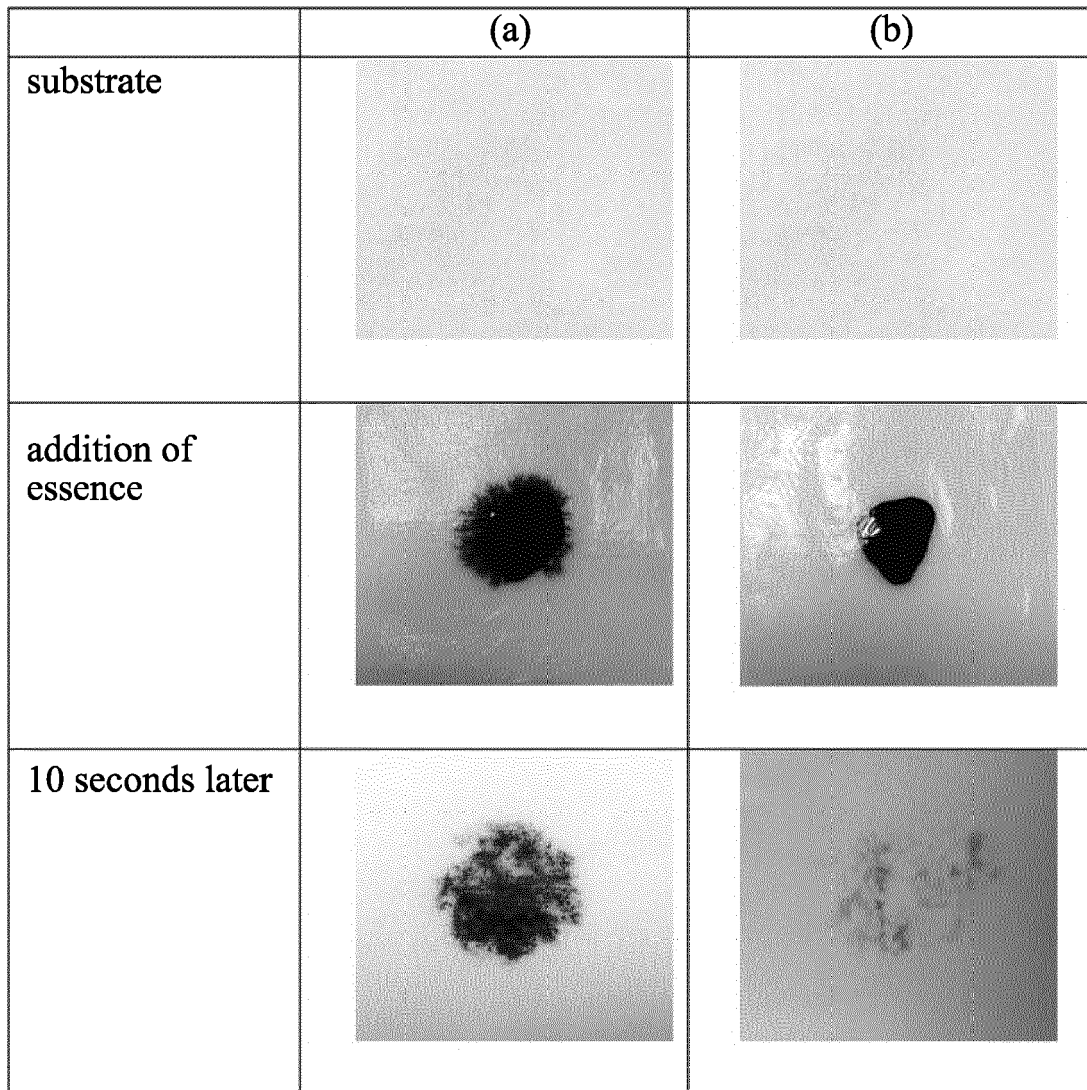 (a) (b)
substrate
addition of
essence
10 seconds later